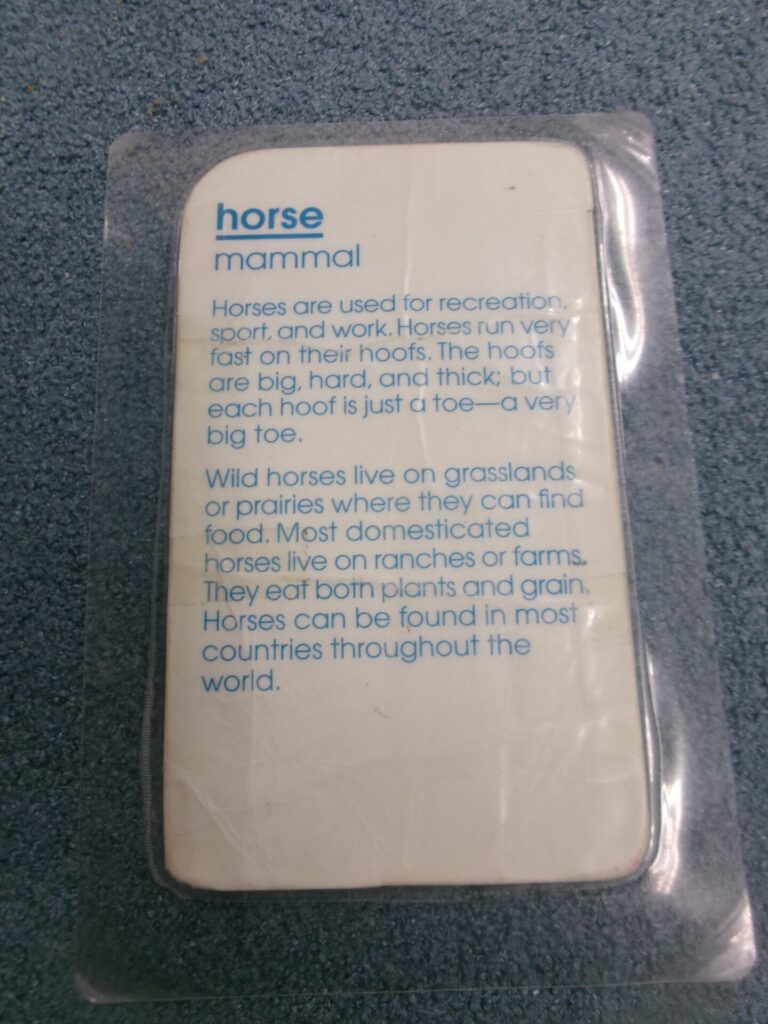 horse
mammal
Horses are used for recreation,
sport, and work. Horses run very
fast on their hoofs. The hoofs
are big, hard, and thick; but
each hoof is just a toe—a very
big toe.
Wild horses live on grasslands
or prairies where they can find
food. Most domesticated
horses live on ranches or farms.
They eat both plants and grain.
Horses can be found in most
countries throughout the
world.